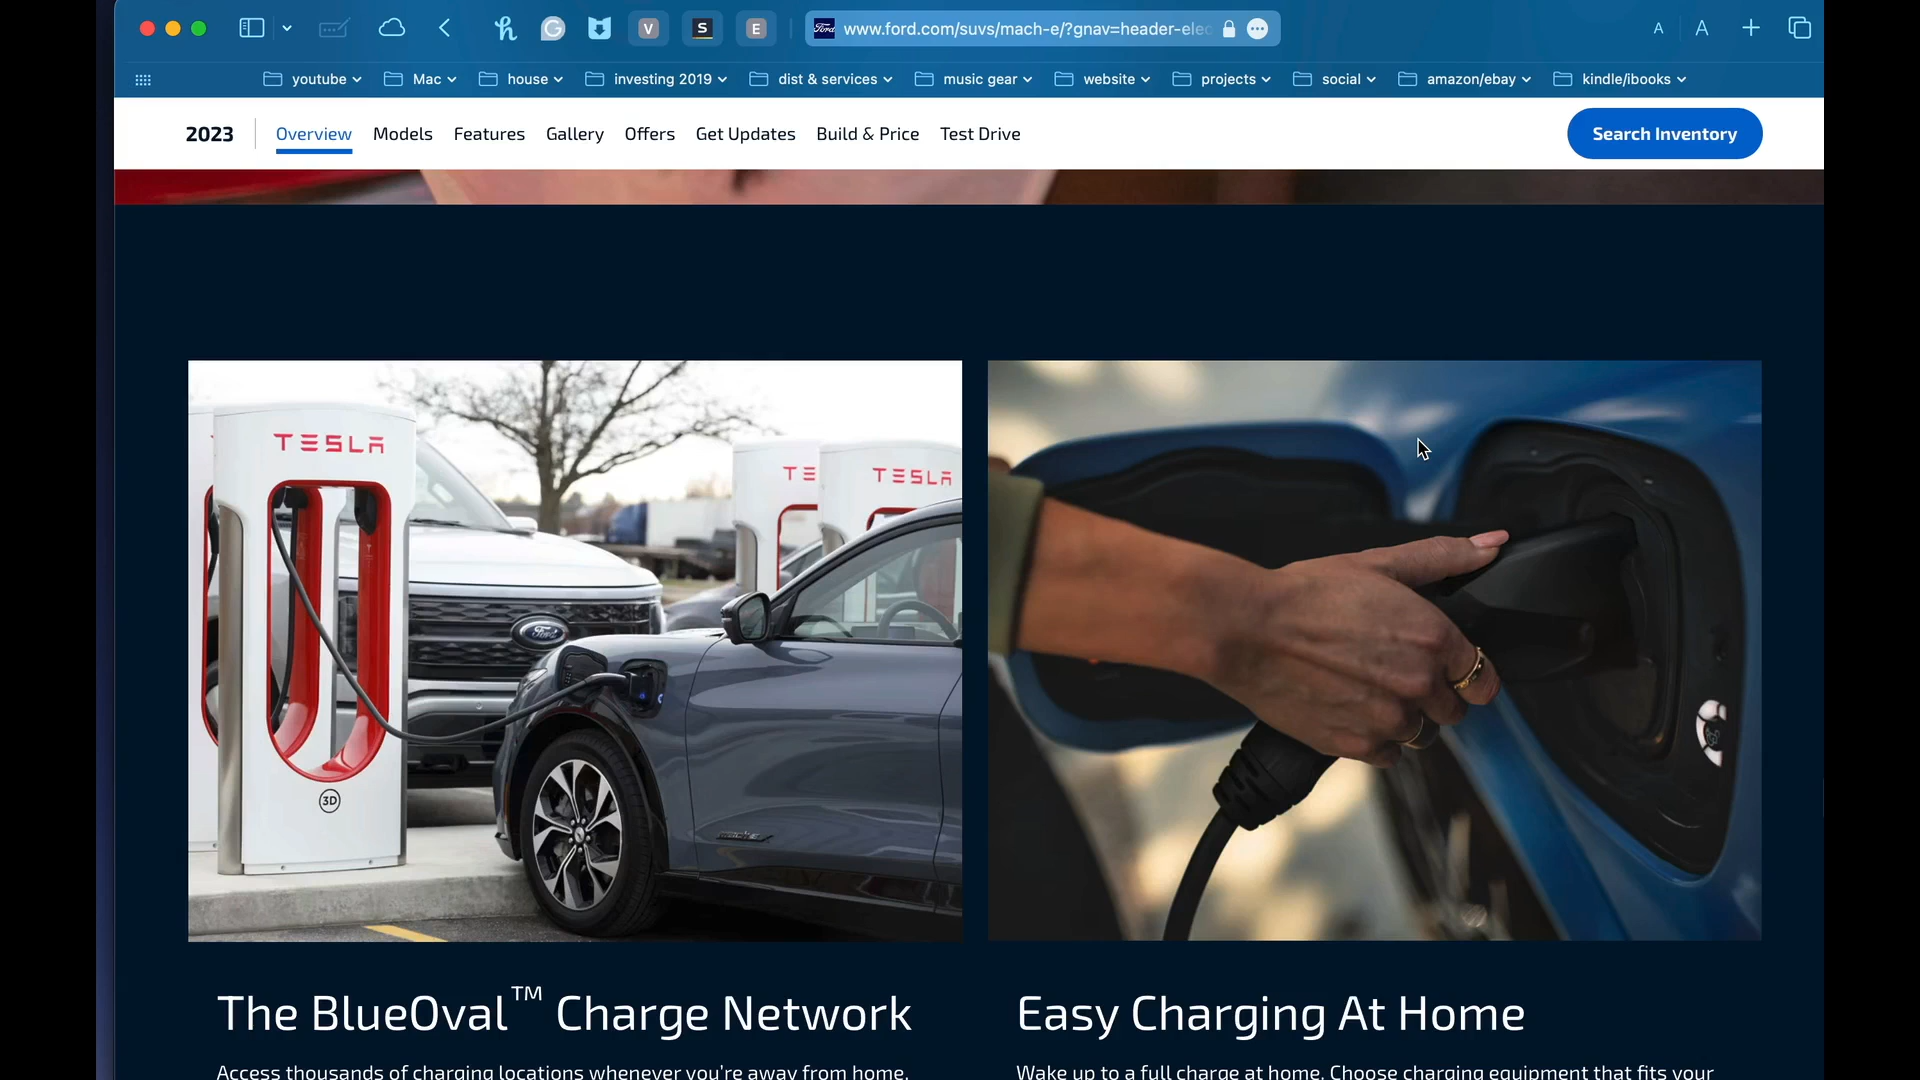 V
S
E
www.ford.com/suvs/mach-e/?gnav=header-elec
A
A
youtube
Mac
house
investing 2019
dist & services
music gear
website
projects
social
amazon/ebay
kindle/ibooks
2023
Overview
Models
Features
Gallery
Offers
Get Updates
Build & Price
Test Drive
Search Inventory
TESLA
TE
TESLA
Ford
3D
The BlueOval™ Charge Network
Easy Charging At Home
Access thousands of charging locations whenever you're away from home.
Wake up to a full charge at home. Choose charging equipment that fits your